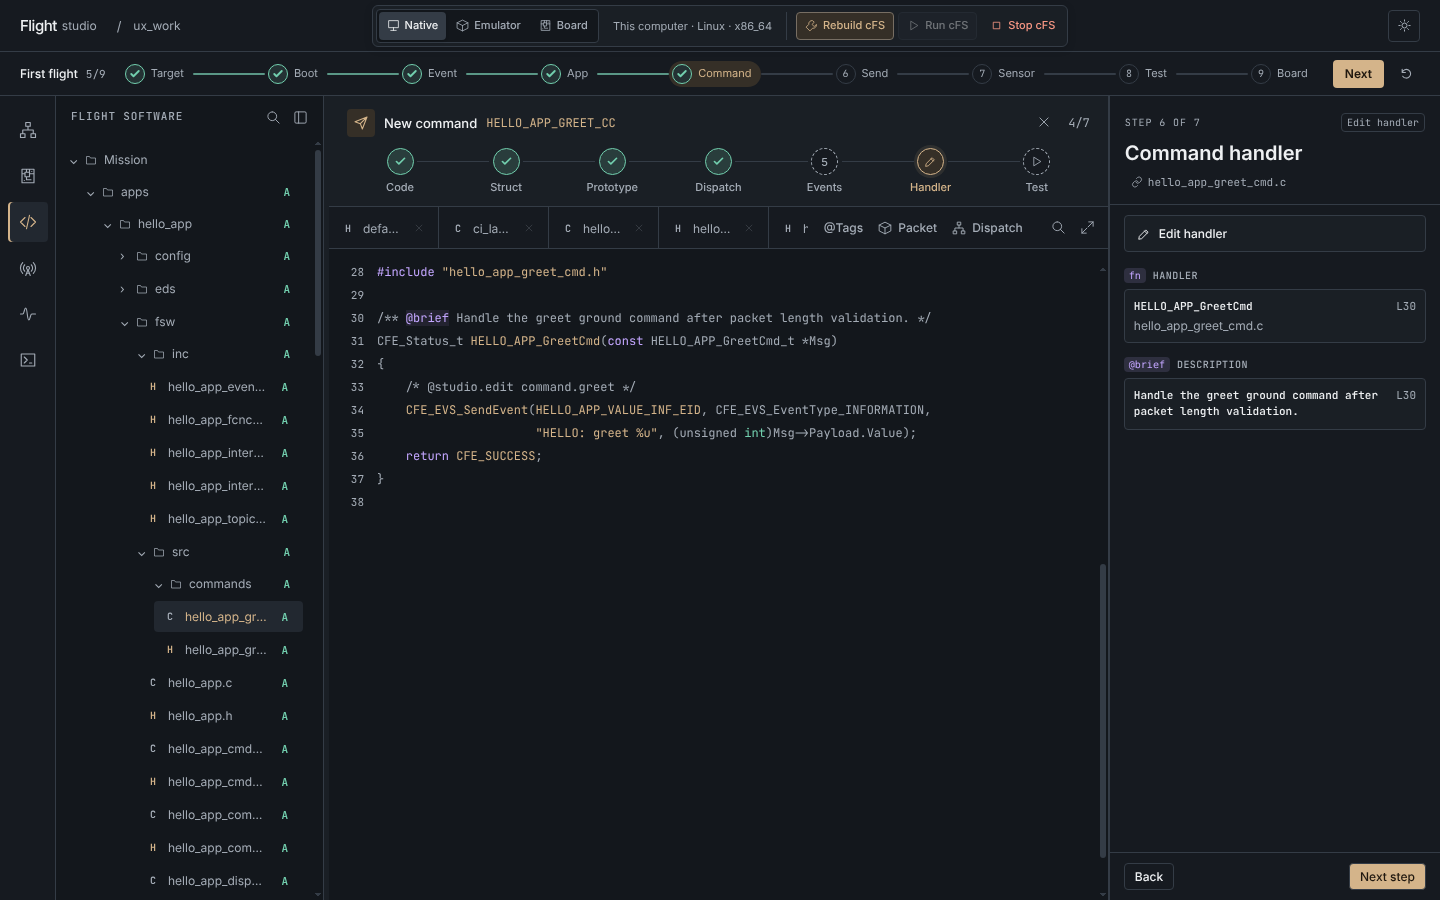 Flight studio / ux_work
Native Emulator Board This computer · Linux · x86_64 Rebuild cFS Run cFS Stop cFS
First flight 5/9 Target Boot Event App Command 6 Send 7 Sensor 8 Test 9 Board Next
FLIGHT SOFTWARE
Mission
apps A
hello_app A
config A
eds A
fsw A
inc A
H hello_app_even... A
H hello_app_fcnc... A
H hello_app_inter... A
H hello_app_inter... A
H hello_app_topic... A
src A
commands A
C hello_app_gr... A
H hello_app_gr... A
C hello_app.c A
H hello_app.h A
C hello_app_cmd... A
H hello_app_cmd... A
C hello_app_com... A
H hello_app_com... A
C hello_app_disp... A
New command HELLO_APP_GREET_CC 4/7
5
Code Struct Prototype Dispatch Events Handler Test
H defa... C ci_la... C hello... H hello... H @Tags Packet Dispatch
28 #include "hello_app_greet_cmd.h"
29
30 /** @brief Handle the greet ground command after packet length validation. */
31 CFE_Status_t HELLO_APP_GreetCmd(const HELLO_APP_GreetCmd_t *Msg)
32 {
33 /* @studio.edit command.greet */
34 CFE_EVS_SendEvent(HELLO_APP_VALUE_INF_EID, CFE_EVS_EventType_INFORMATION,
35 "HELLO: greet %u", (unsigned int)Msg->Payload.Value);
36 return CFE_SUCCESS;
37 }
38
STEP 6 OF 7 Edit handler
Command handler
hello_app_greet_cmd.c
Edit handler
fn HANDLER
HELLO_APP_GreetCmd L30
hello_app_greet_cmd.c
@brief DESCRIPTION
Handle the greet ground command after L30
packet length validation.
Back Next step